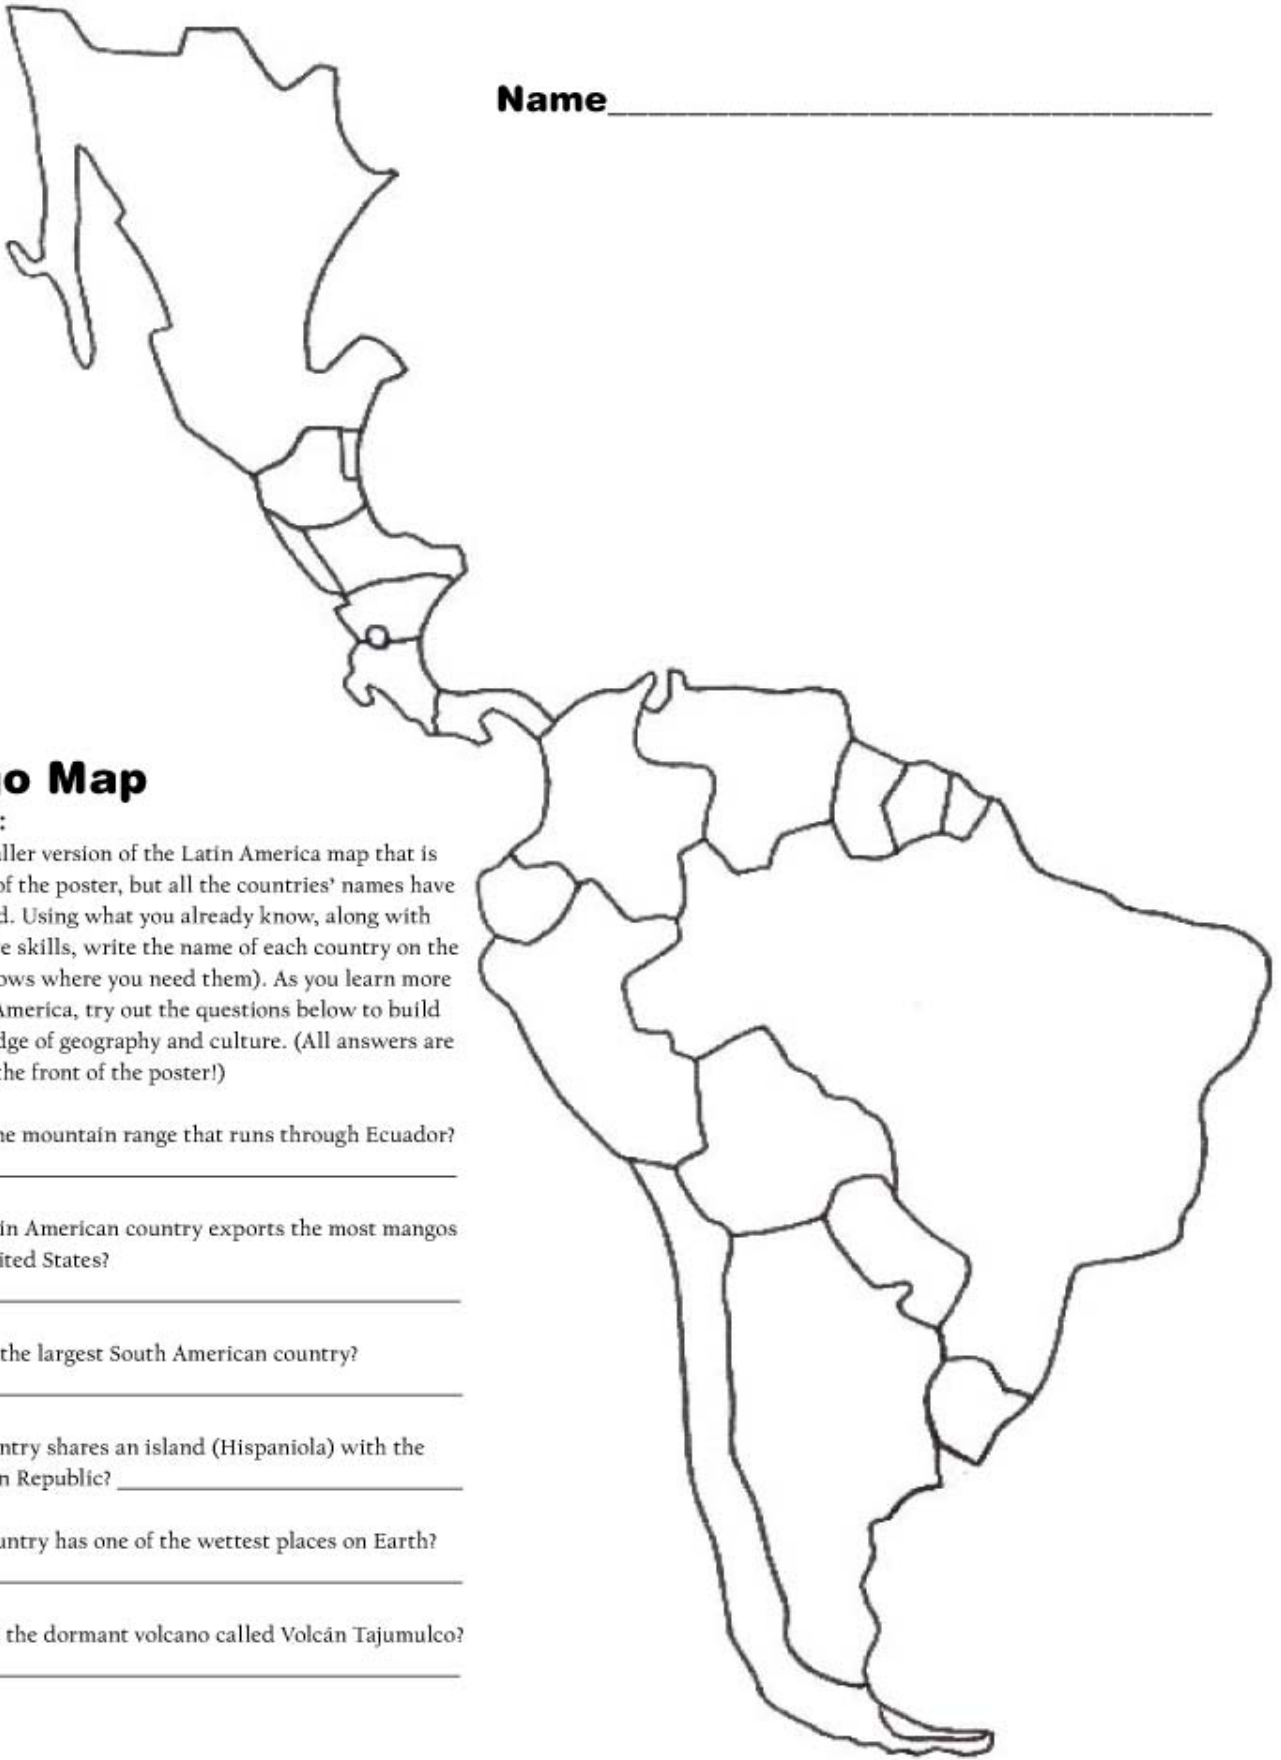 Name______________________________
o Map
:
ller version of the Latin America map that is
of the poster, but all the countries' names have
d. Using what you already know, along with
e skills, write the name of each country on the
ows where you need them). As you learn more
America, try out the questions below to build
dge of geography and culture. (All answers are
the front of the poster!)
he mountain range that runs through Ecuador?
in American country exports the most mangos
ited States?
the largest South American country?
ntry shares an island (Hispaniola) with the
n Republic?
untry has one of the wettest places on Earth?
the dormant volcano called Volcán Tajumulco?